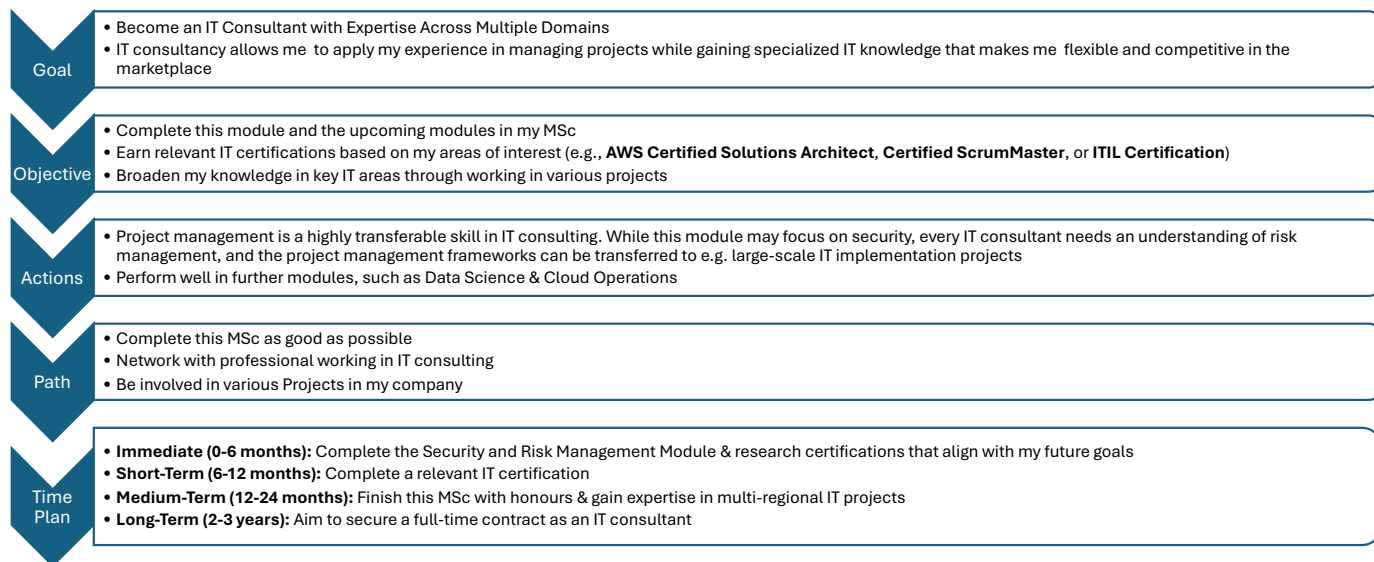 Goal
• Become an IT Consultant with Expertise Across Multiple Domains
• IT consultancy allows me  to apply my experience in managing projects while gaining specialized IT knowledge that makes me  flexible and competitive in the
marketplace
Objective
• Complete this module and the upcoming modules in my MSc
• Earn relevant IT certifications based on my areas of interest (e.g., AWS Certified Solutions Architect, Certified ScrumMaster, or ITIL Certification)
• Broaden my knowledge in key IT areas through working in various projects
Actions
• Project management is a highly transferable skill in IT consulting. While this module may focus on security, every IT consultant needs an understanding of risk
management, and the project management frameworks can be transferred to e.g. large-scale IT implementation projects
• Perform well in further modules, such as Data Science & Cloud Operations
Path
• Complete this MSc as good as possible
• Network with professional working in IT consulting
• Be involved in various Projects in my company
Time
Plan
• Immediate (0-6 months): Complete the Security and Risk Management Module & research certifications that align with my future goals
• Short-Term (6-12 months): Complete a relevant IT certification
• Medium-Term (12-24 months): Finish this MSc with honours & gain expertise in multi-regional IT projects
• Long-Term (2-3 years): Aim to secure a full-time contract as an IT consultant